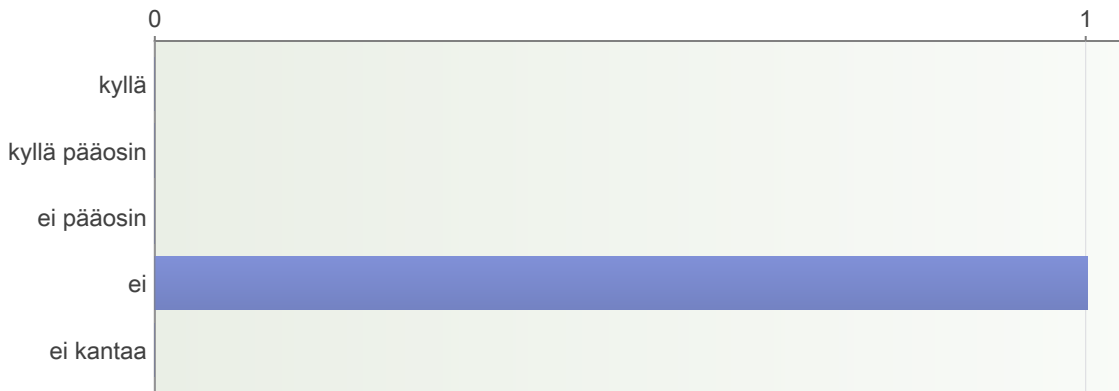 0 1
kyllä
kyllä pääosin
ei pääosin
ei
ei kantaa